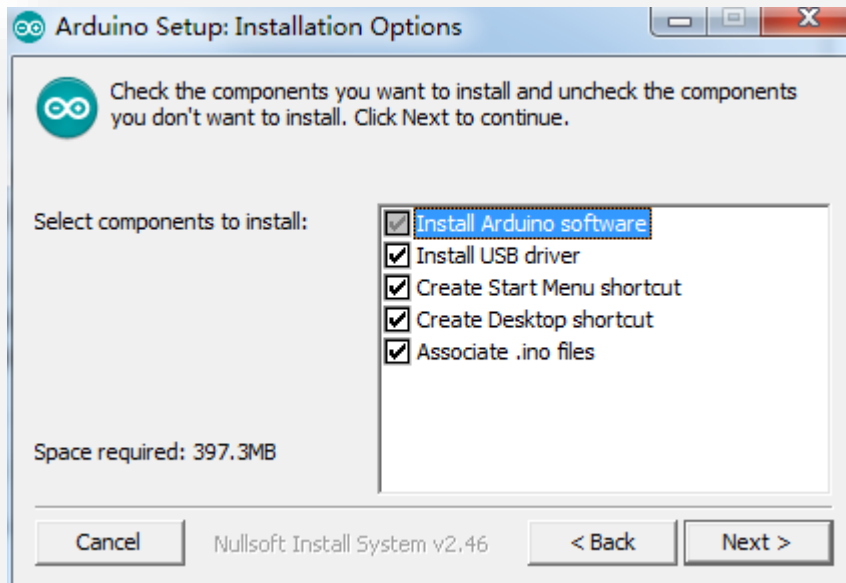 Arduino Setup: Installation Options
Check the components you want to install and uncheck the components
you don't want to install. Click Next to continue.
Select components to install:
Install Arduino software
Install USB driver
Create Start Menu shortcut
Create Desktop shortcut
Associate .ino files
Space required: 397.3MB
Cancel
Nullsoft Install System v2.46
< Back
Next >